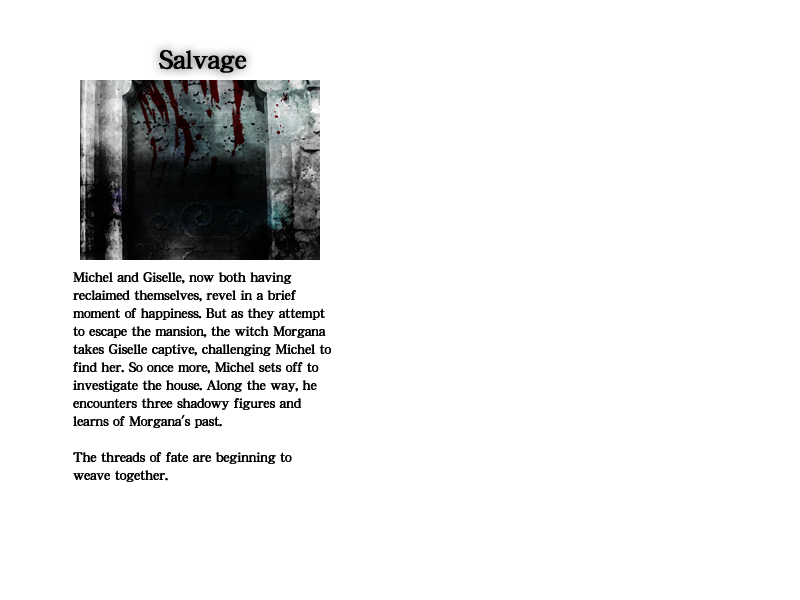 Salvage
Michel and Giselle, now both having
reclaimed themselves, revel in a brief
moment of happiness. But as they attempt
to escape the mansion, the witch Morgana
takes Giselle captive, challenging Michel to
find her. So once more, Michel sets off to
investigate the house. Along the way, he
encounters three shadowy figures and
learns of Morgana's past.
The threads of fate are beginning to
weave together.